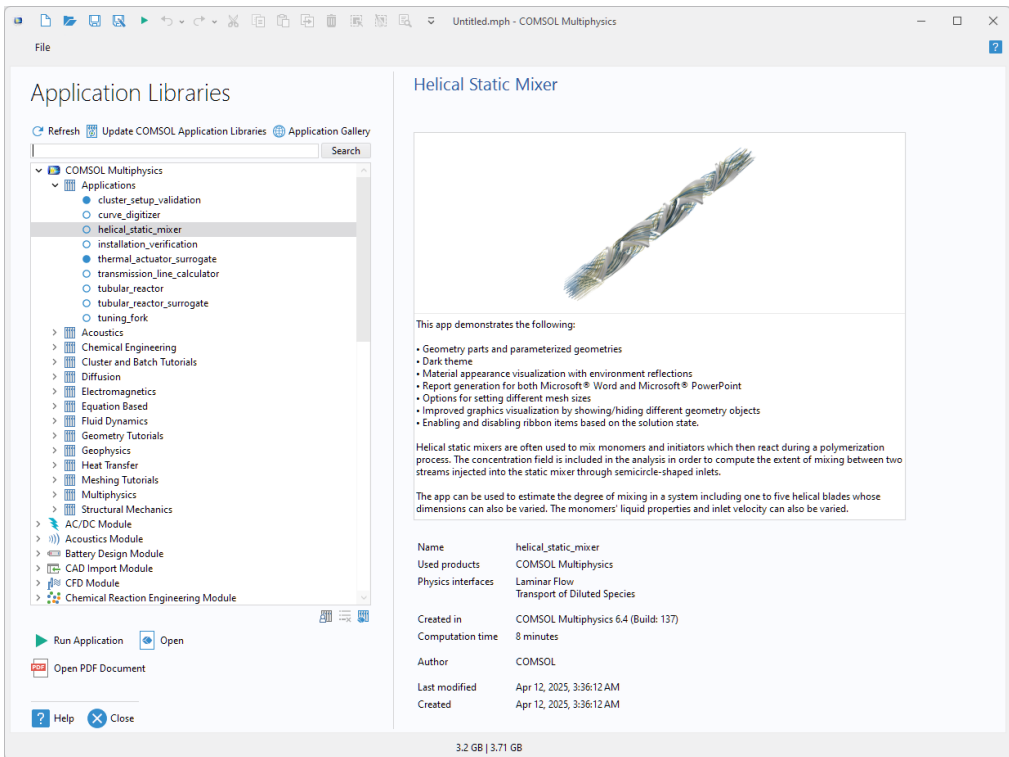 Untitled.mph - COMSOL Multiphysics
File
Application Libraries
Refresh Update COMSOL Application Libraries Application Gallery
Search
COMSOL Multiphysics
Applications
cluster_setup_validation
curve_digitizer
helical_static_mixer
installation_verification
thermal_actuator_surrogate
transmission_line_calculator
tubular_reactor
tubular_reactor_surrogate
tuning_fork
Acoustics
Chemical Engineering
Cluster and Batch Tutorials
Diffusion
Electromagnetics
Equation Based
Fluid Dynamics
Geometry Tutorials
Geophysics
Heat Transfer
Meshing Tutorials
Multiphysics
Structural Mechanics
AC/DC Module
Acoustics Module
Battery Design Module
CAD Import Module
CFD Module
Chemical Reaction Engineering Module
Run Application Open
PDF Open PDF Document
? Help Close
?
Helical Static Mixer
This app demonstrates the following:
• Geometry parts and parameterized geometries
• Dark theme
• Material appearance visualization with environment reflections
• Report generation for both Microsoft® Word and Microsoft® PowerPoint
• Options for setting different mesh sizes
• Improved graphics visualization by showing/hiding different geometry objects
• Enabling and disabling ribbon items based on the solution state.
Helical static mixers are often used to mix monomers and initiators which then react during a polymerization
process. The concentration field is included in the analysis in order to compute the extent of mixing between two
streams injected into the static mixer through semicircle-shaped inlets.
The app can be used to estimate the degree of mixing in a system including one to five helical blades whose
dimensions can also be varied. The monomers' liquid properties and inlet velocity can also be varied.
Name helical_static_mixer
Used products COMSOL Multiphysics
Physics interfaces Laminar Flow
Transport of Diluted Species
Created in COMSOL Multiphysics 6.4 (Build: 137)
Computation time 8 minutes
Author COMSOL
Last modified Apr 12, 2025, 3:36:12 AM
Created Apr 12, 2025, 3:36:12 AM
3.2 GB | 3.71 GB